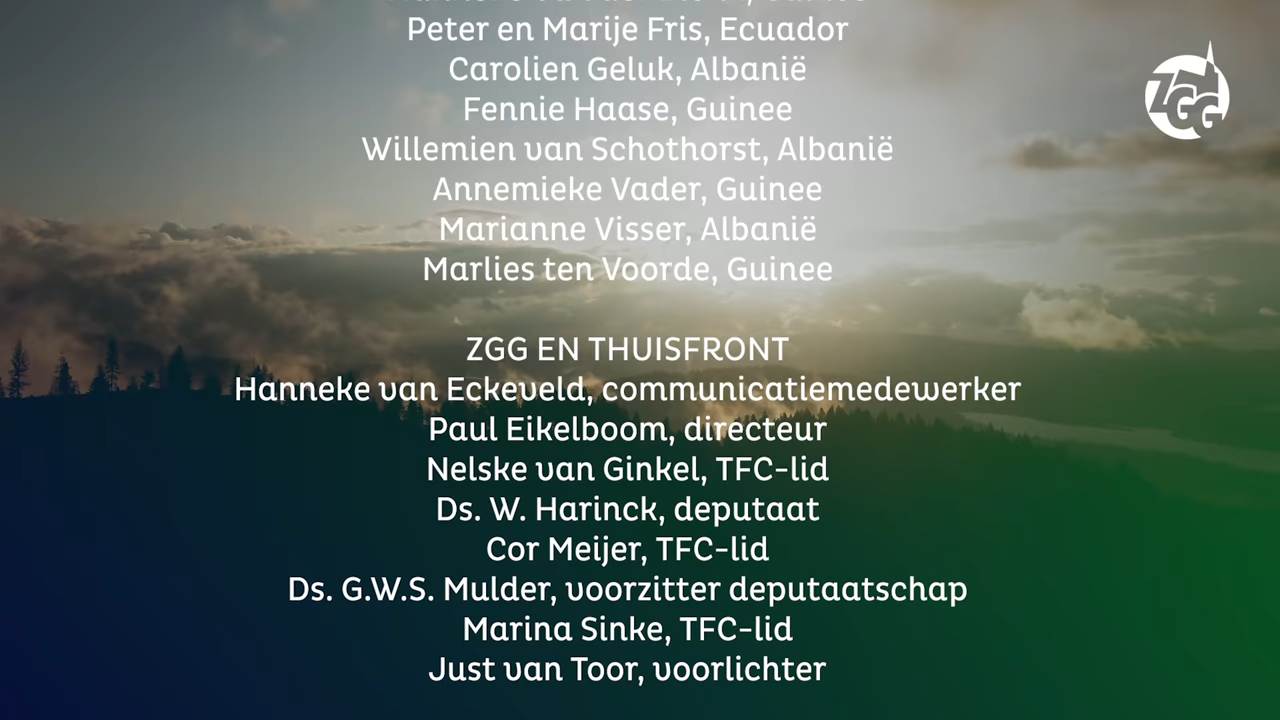 Peter en Marije Fris, Ecuador
Carolien Geluk, Albanië
Fennie Haase, Guinee
Willemien van Schothorst, Albanië
Annemieke Vader, Guinee
Marianne Visser, Albanië
Marlies ten Voorde, Guinee
ZGG EN THUISFRONT
Hanneke van Eckeveld, communicatiemedewerker
Paul Eikelboom, directeur
Nelske van Ginkel, TFC-lid
Ds. W. Harinck, deputaat
Cor Meijer, TFC-lid
Ds. G.W.S. Mulder, voorzitter deputaatschap
Marina Sinke, TFC-lid
Just van Toor, voorlichter
ZGG